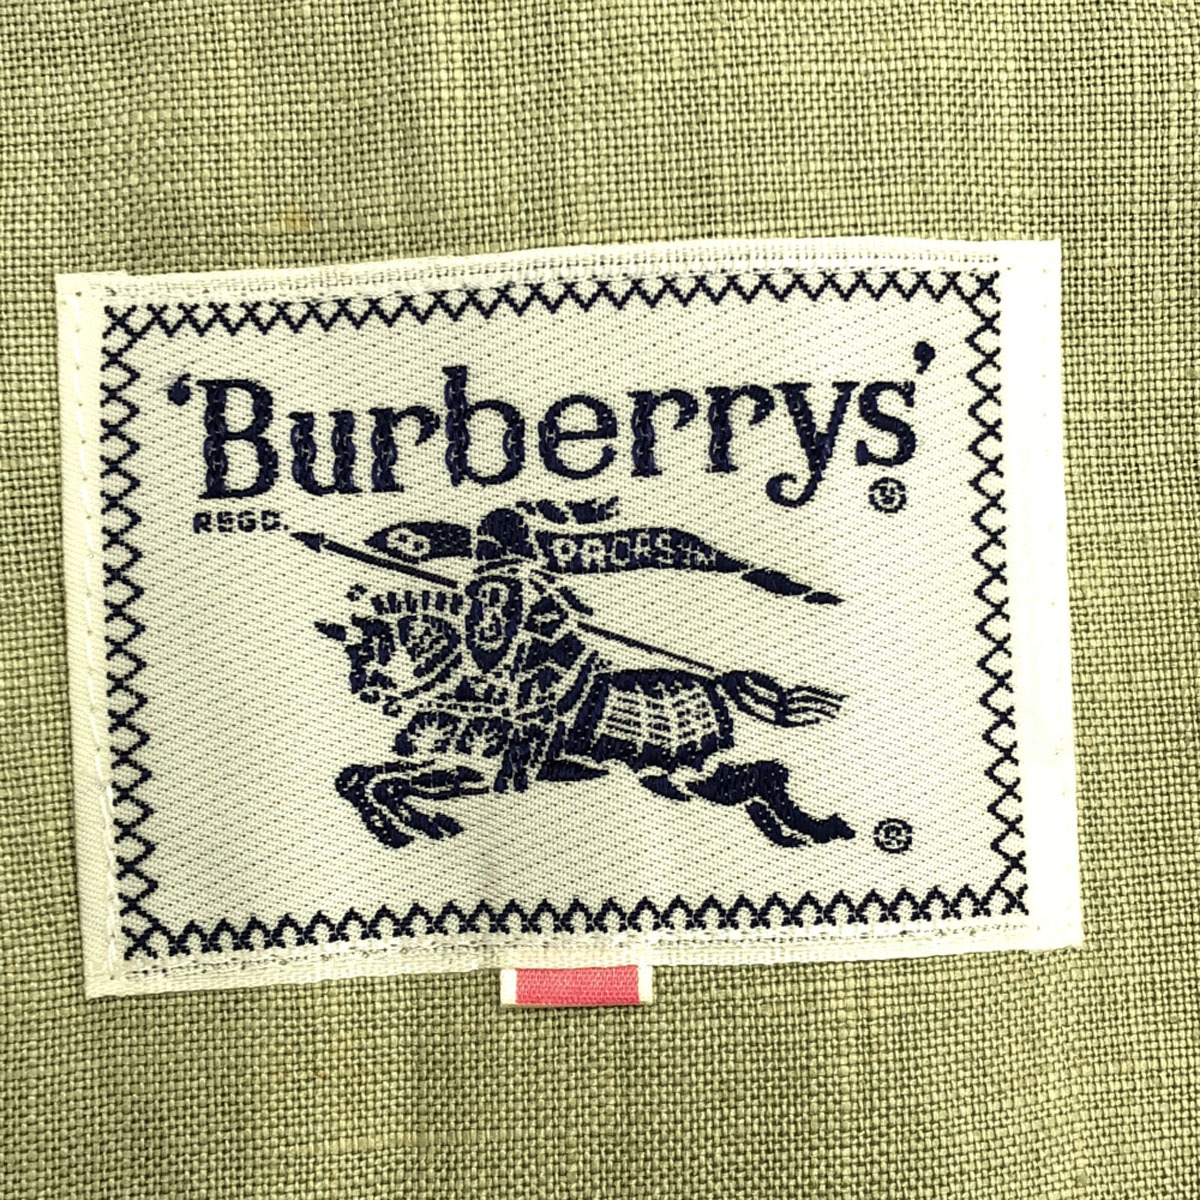 ‘Burberrys’
®
REGD.
B PRORSUM
B
®